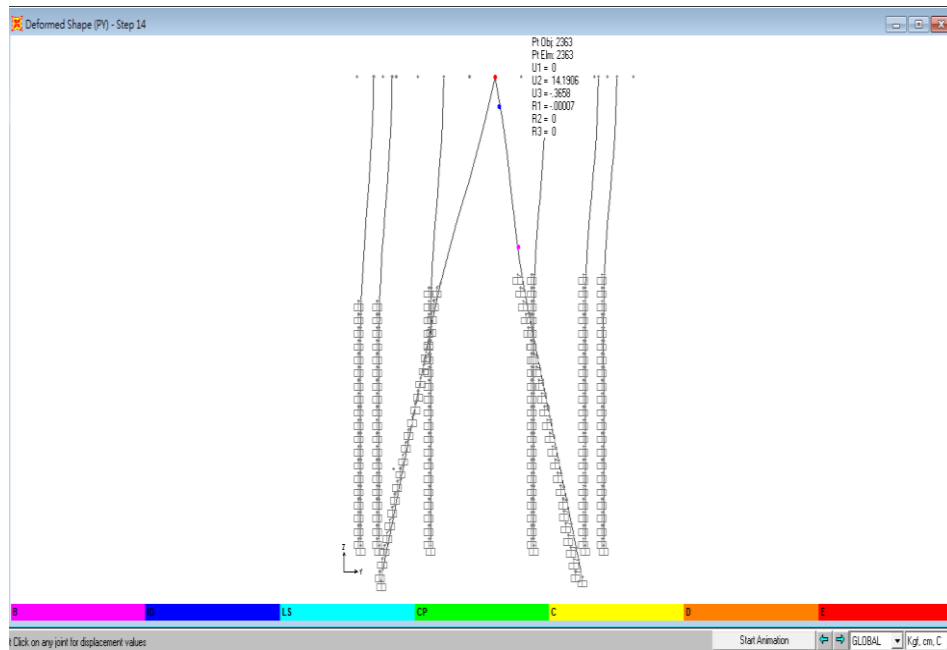 Deformed Shape (PY) - Step 14
Pt Obj: 2363
Pt Elm: 2363
U1 = 0
U2 = 14.1906
U3 = -.3658
R1 = -.00007
R2 = 0
R3 = 0
Z
Y
B IO LS CP C D E
t Click on any joint for displacement values Start Animation GLOBAL Kgf, cm, C